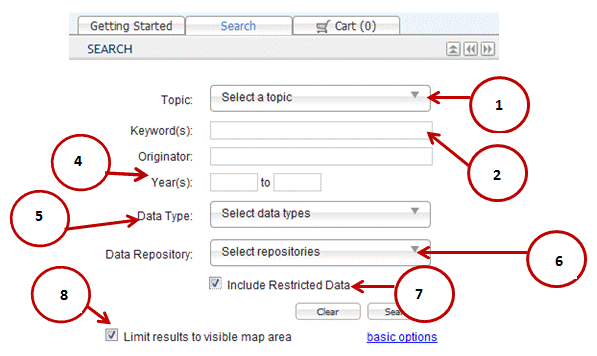 Getting Started Search Cart (0)
SEARCH
Topic: Select a topic 1
Keyword(s):
2
Originator:
4
Year(s): to
5 Data Type: Select data types
Data Repository: Select repositories 6
Include Restricted Data 7
8
Clear Sea
Limit results to visible map area basic options